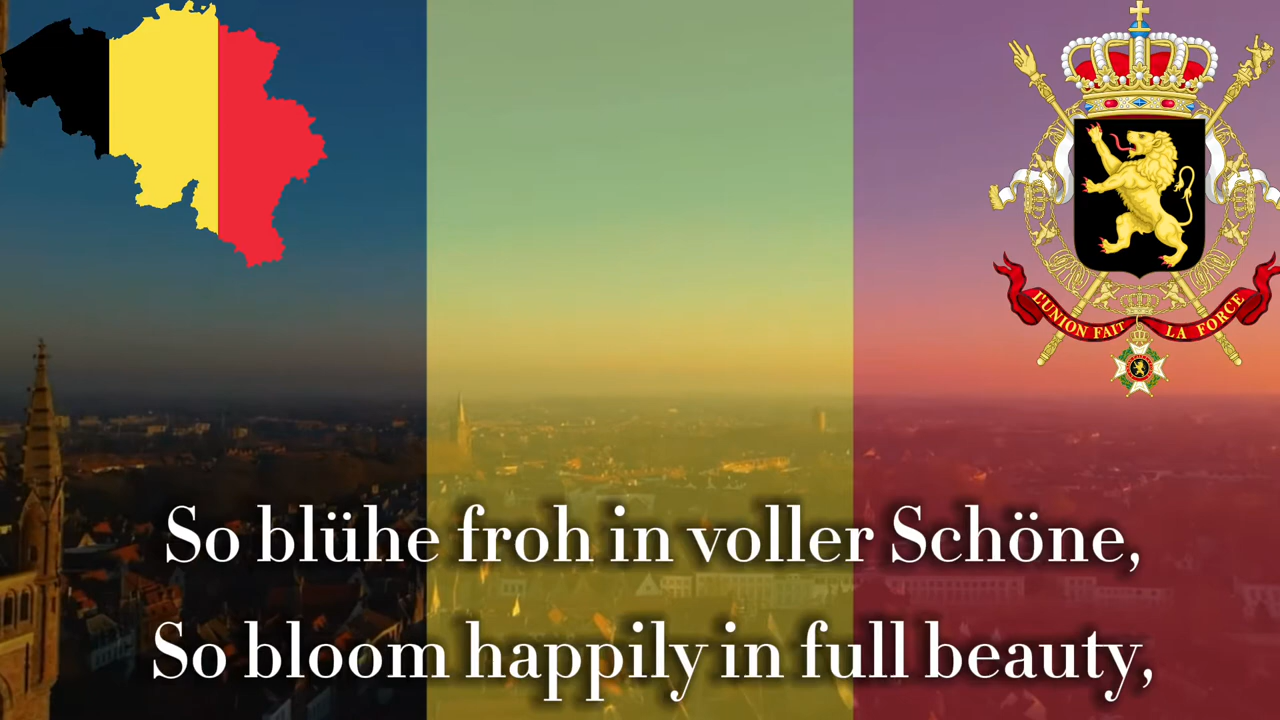 L'UNION FAIT LA FORCE
So blühe froh in voller Schöne,
So bloom happily in full beauty,